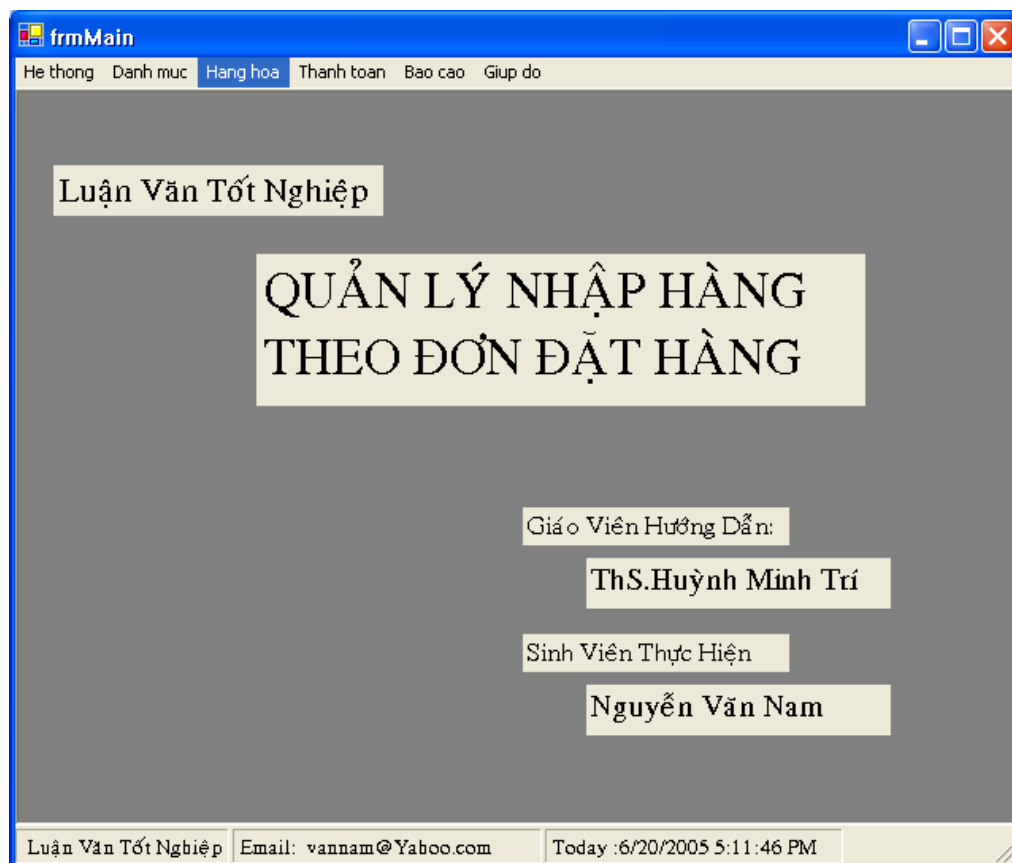 frmMain
He thong Danh muc Hang hoa Thanh toan Bao cao Giup do
Luận Văn Tốt Nghiệp
QUẢN LÝ NHẬP HÀNG
THEO ĐƠN ĐẶT HÀNG
Giáo Viên Hướng Dẫn:
ThS.Huỳnh Minh Trí
Sinh Viên Thực Hiện
Nguyễn Văn Nam
Luận Văn Tốt Nghiệp Email: vannam@Yahoo.com Today :6/20/2005 5:11:46 PM